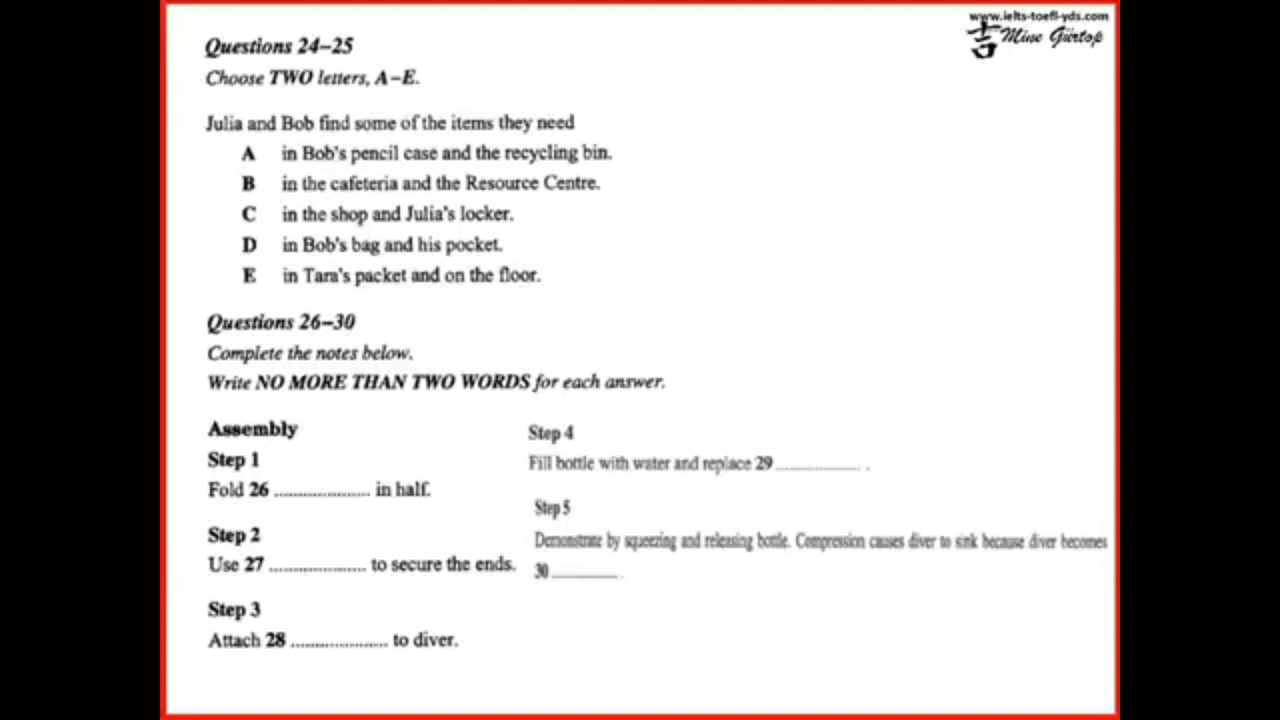 www.ielts-toefl-yds.com
吉 Mine Gürtop
Questions 24–25
Choose TWO letters, A–E.
Julia and Bob find some of the items they need
A in Bob's pencil case and the recycling bin.
B in the cafeteria and the Resource Centre.
C in the shop and Julia's locker.
D in Bob's bag and his pocket.
E in Tara's packet and on the floor.
Questions 26–30
Complete the notes below.
Write NO MORE THAN TWO WORDS for each answer.
Assembly
Step 1
Fold 26 ...................... in half.
Step 2
Use 27 ...................... to secure the ends.
Step 3
Attach 28 ...................... to diver.
Step 4
Fill bottle with water and replace 29 ...................... .
Step 5
Demonstrate by squeezing and releasing bottle. Compression causes diver to sink because diver becomes
30 ...................... .